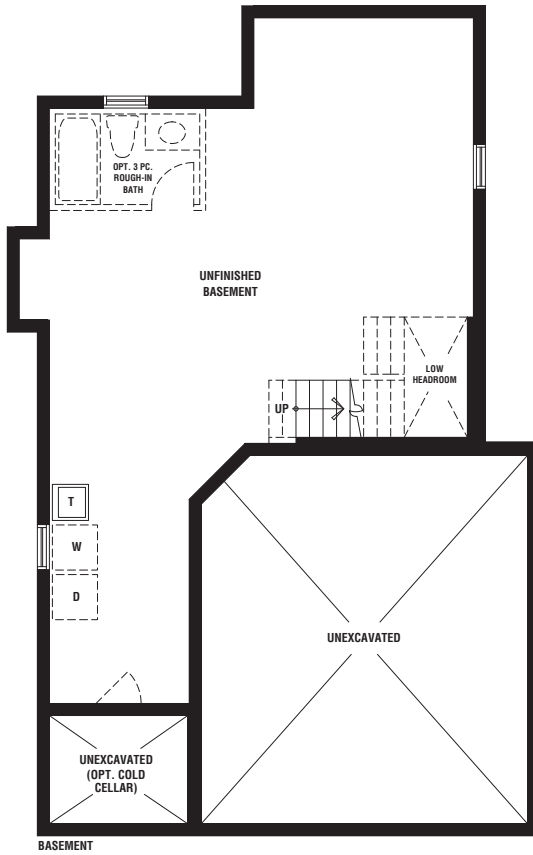 OPT. 3 PC.
ROUGH-IN
BATH
UNFINISHED
BASEMENT
LOW
HEADROOM
UP
T
W
D
UNEXCAVATED
UNEXCAVATED
(OPT. COLD
CELLAR)
BASEMENT